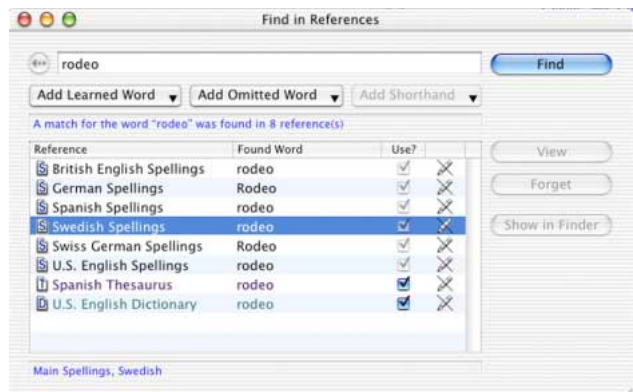 Find in References
rodeo
Find
Add Learned Word Add Omitted Word Add Shorthand
A match for the word "rodeo" was found in 8 reference(s)
Reference Found Word Use?
View
British English Spellings rodeo
German Spellings Rodeo
Forget
Spanish Spellings rodeo
Swedish Spellings rodeo
Show in Finder
Swiss German Spellings Rodeo
U.S. English Spellings rodeo
Spanish Thesaurus rodeo
U.S. English Dictionary rodeo
Main Spellings, Swedish